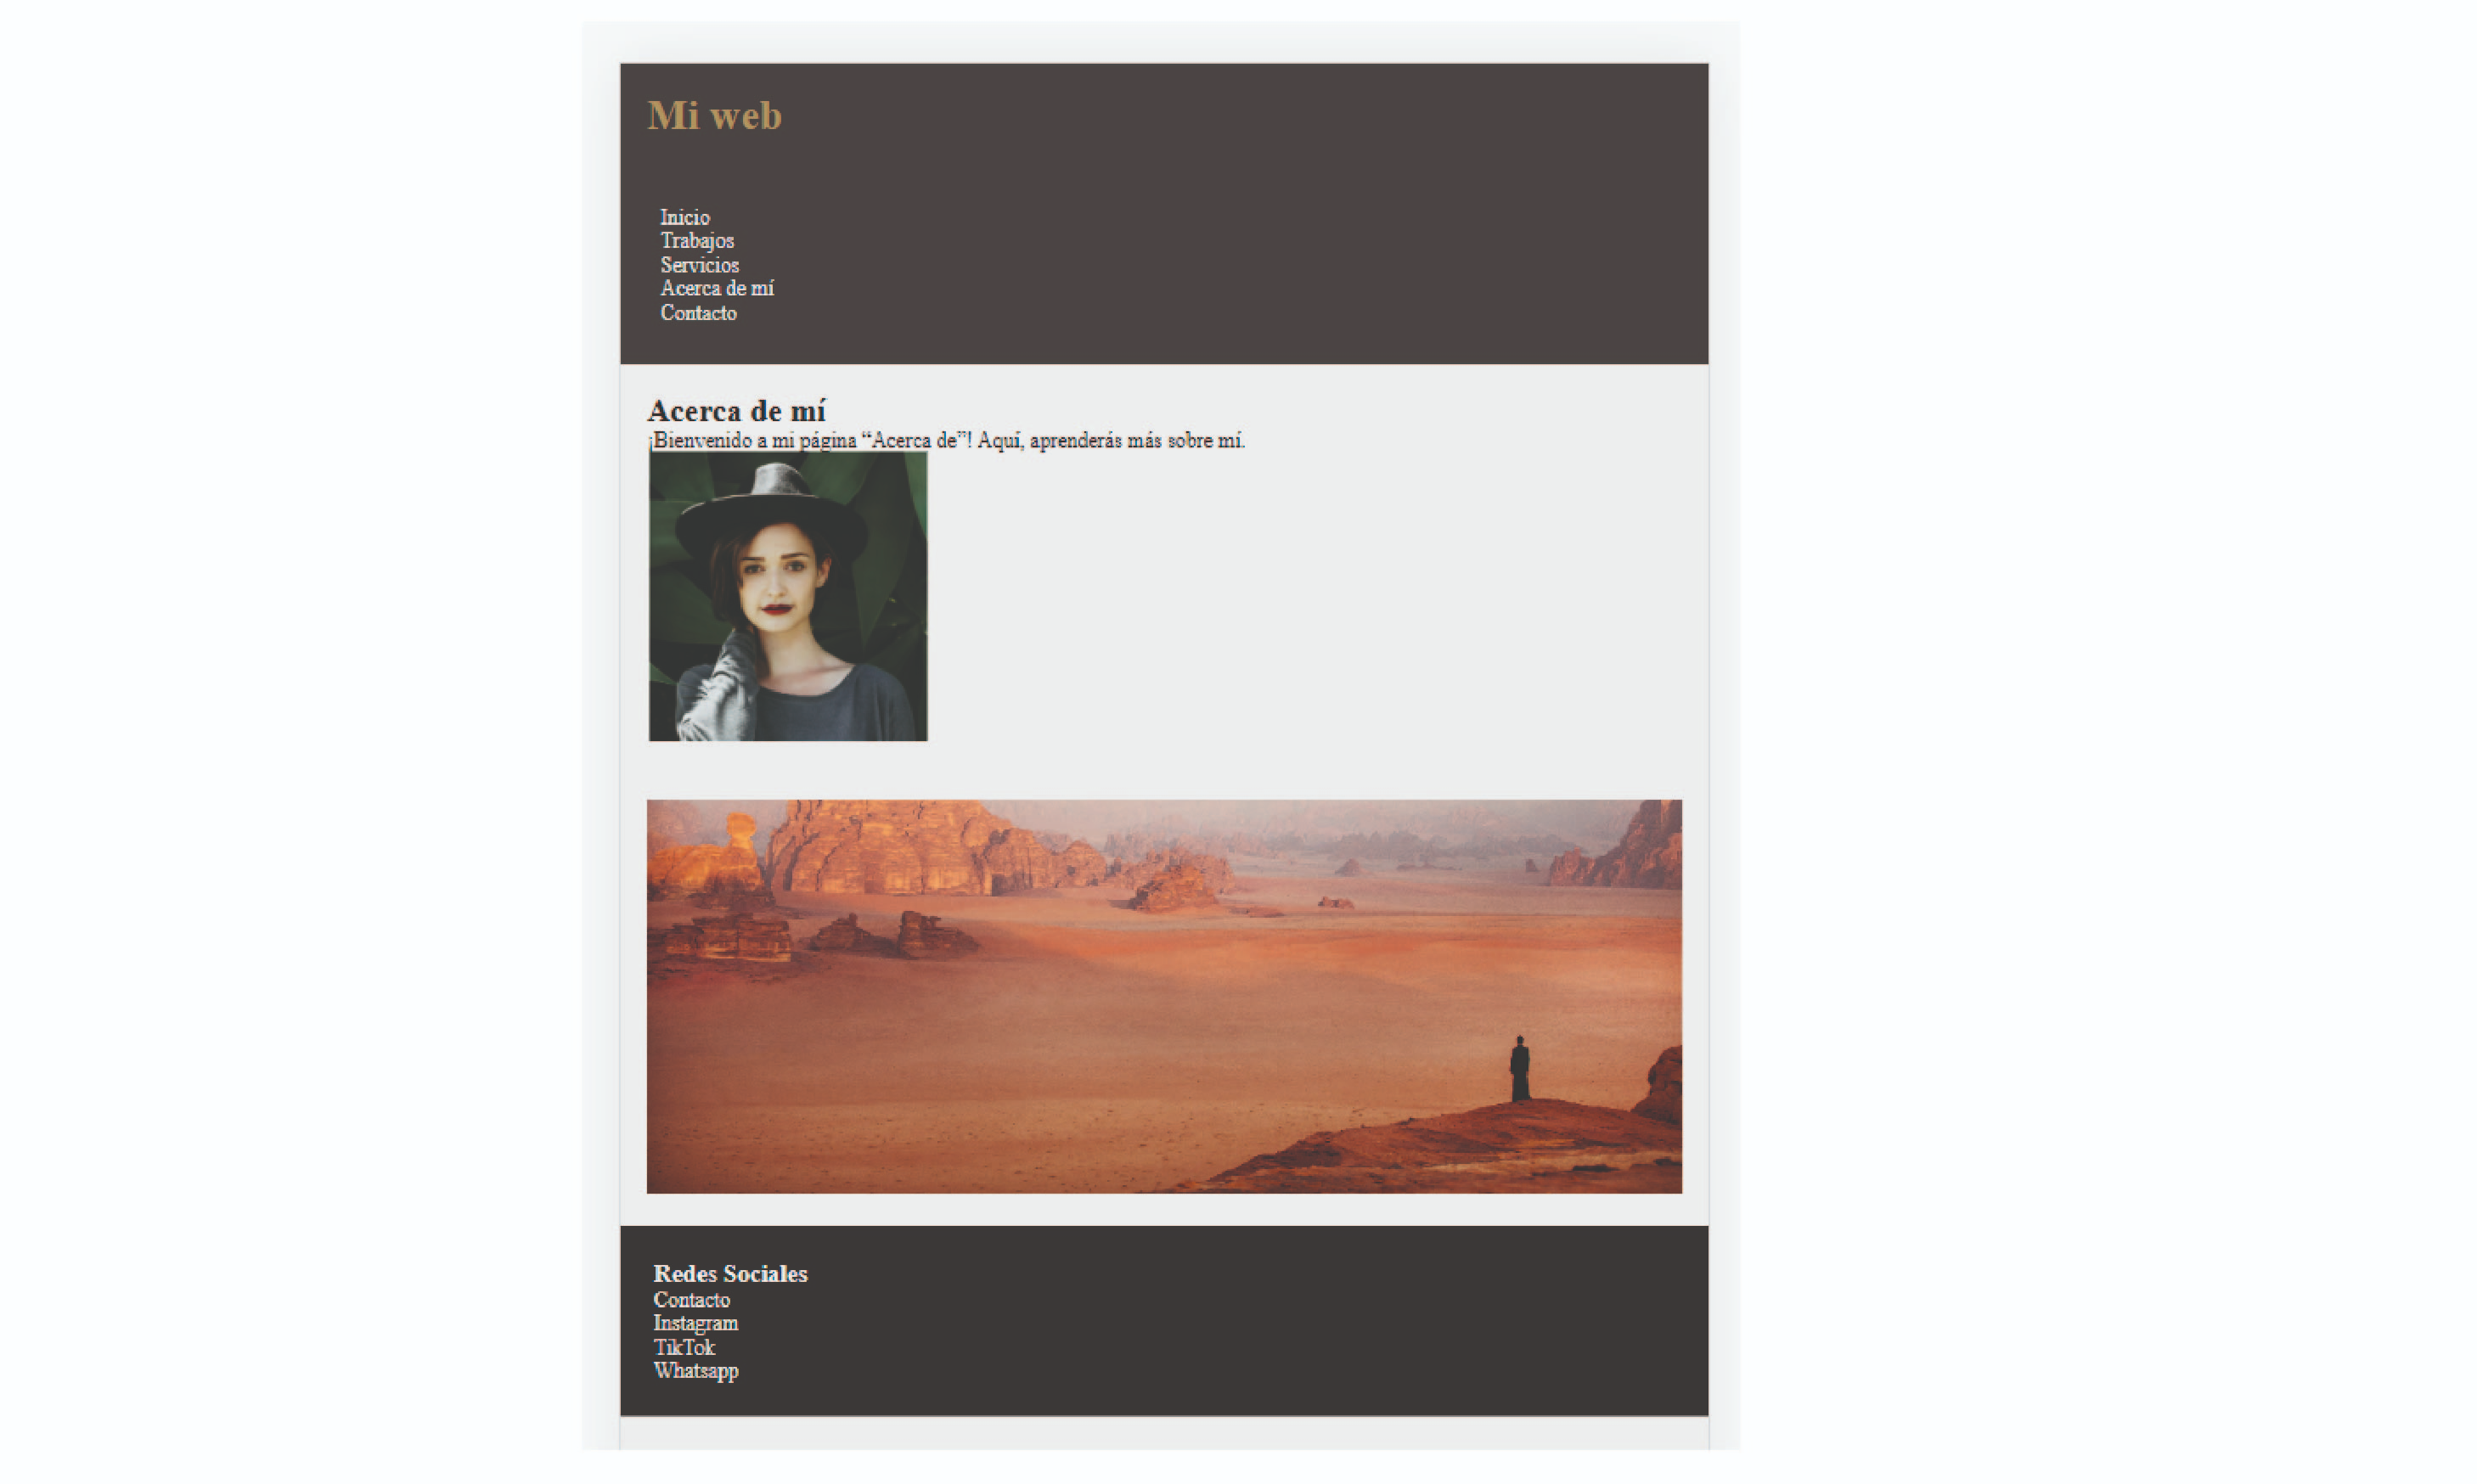 Mi web
Inicio
Trabajos
Servicios
Acerca de mí
Contacto
Acerca de mí
¡Bienvenido a mi página “Acerca de”! Aquí, aprenderás más sobre mí.
Redes Sociales
Contacto
Instagram
TikTok
Whatsapp